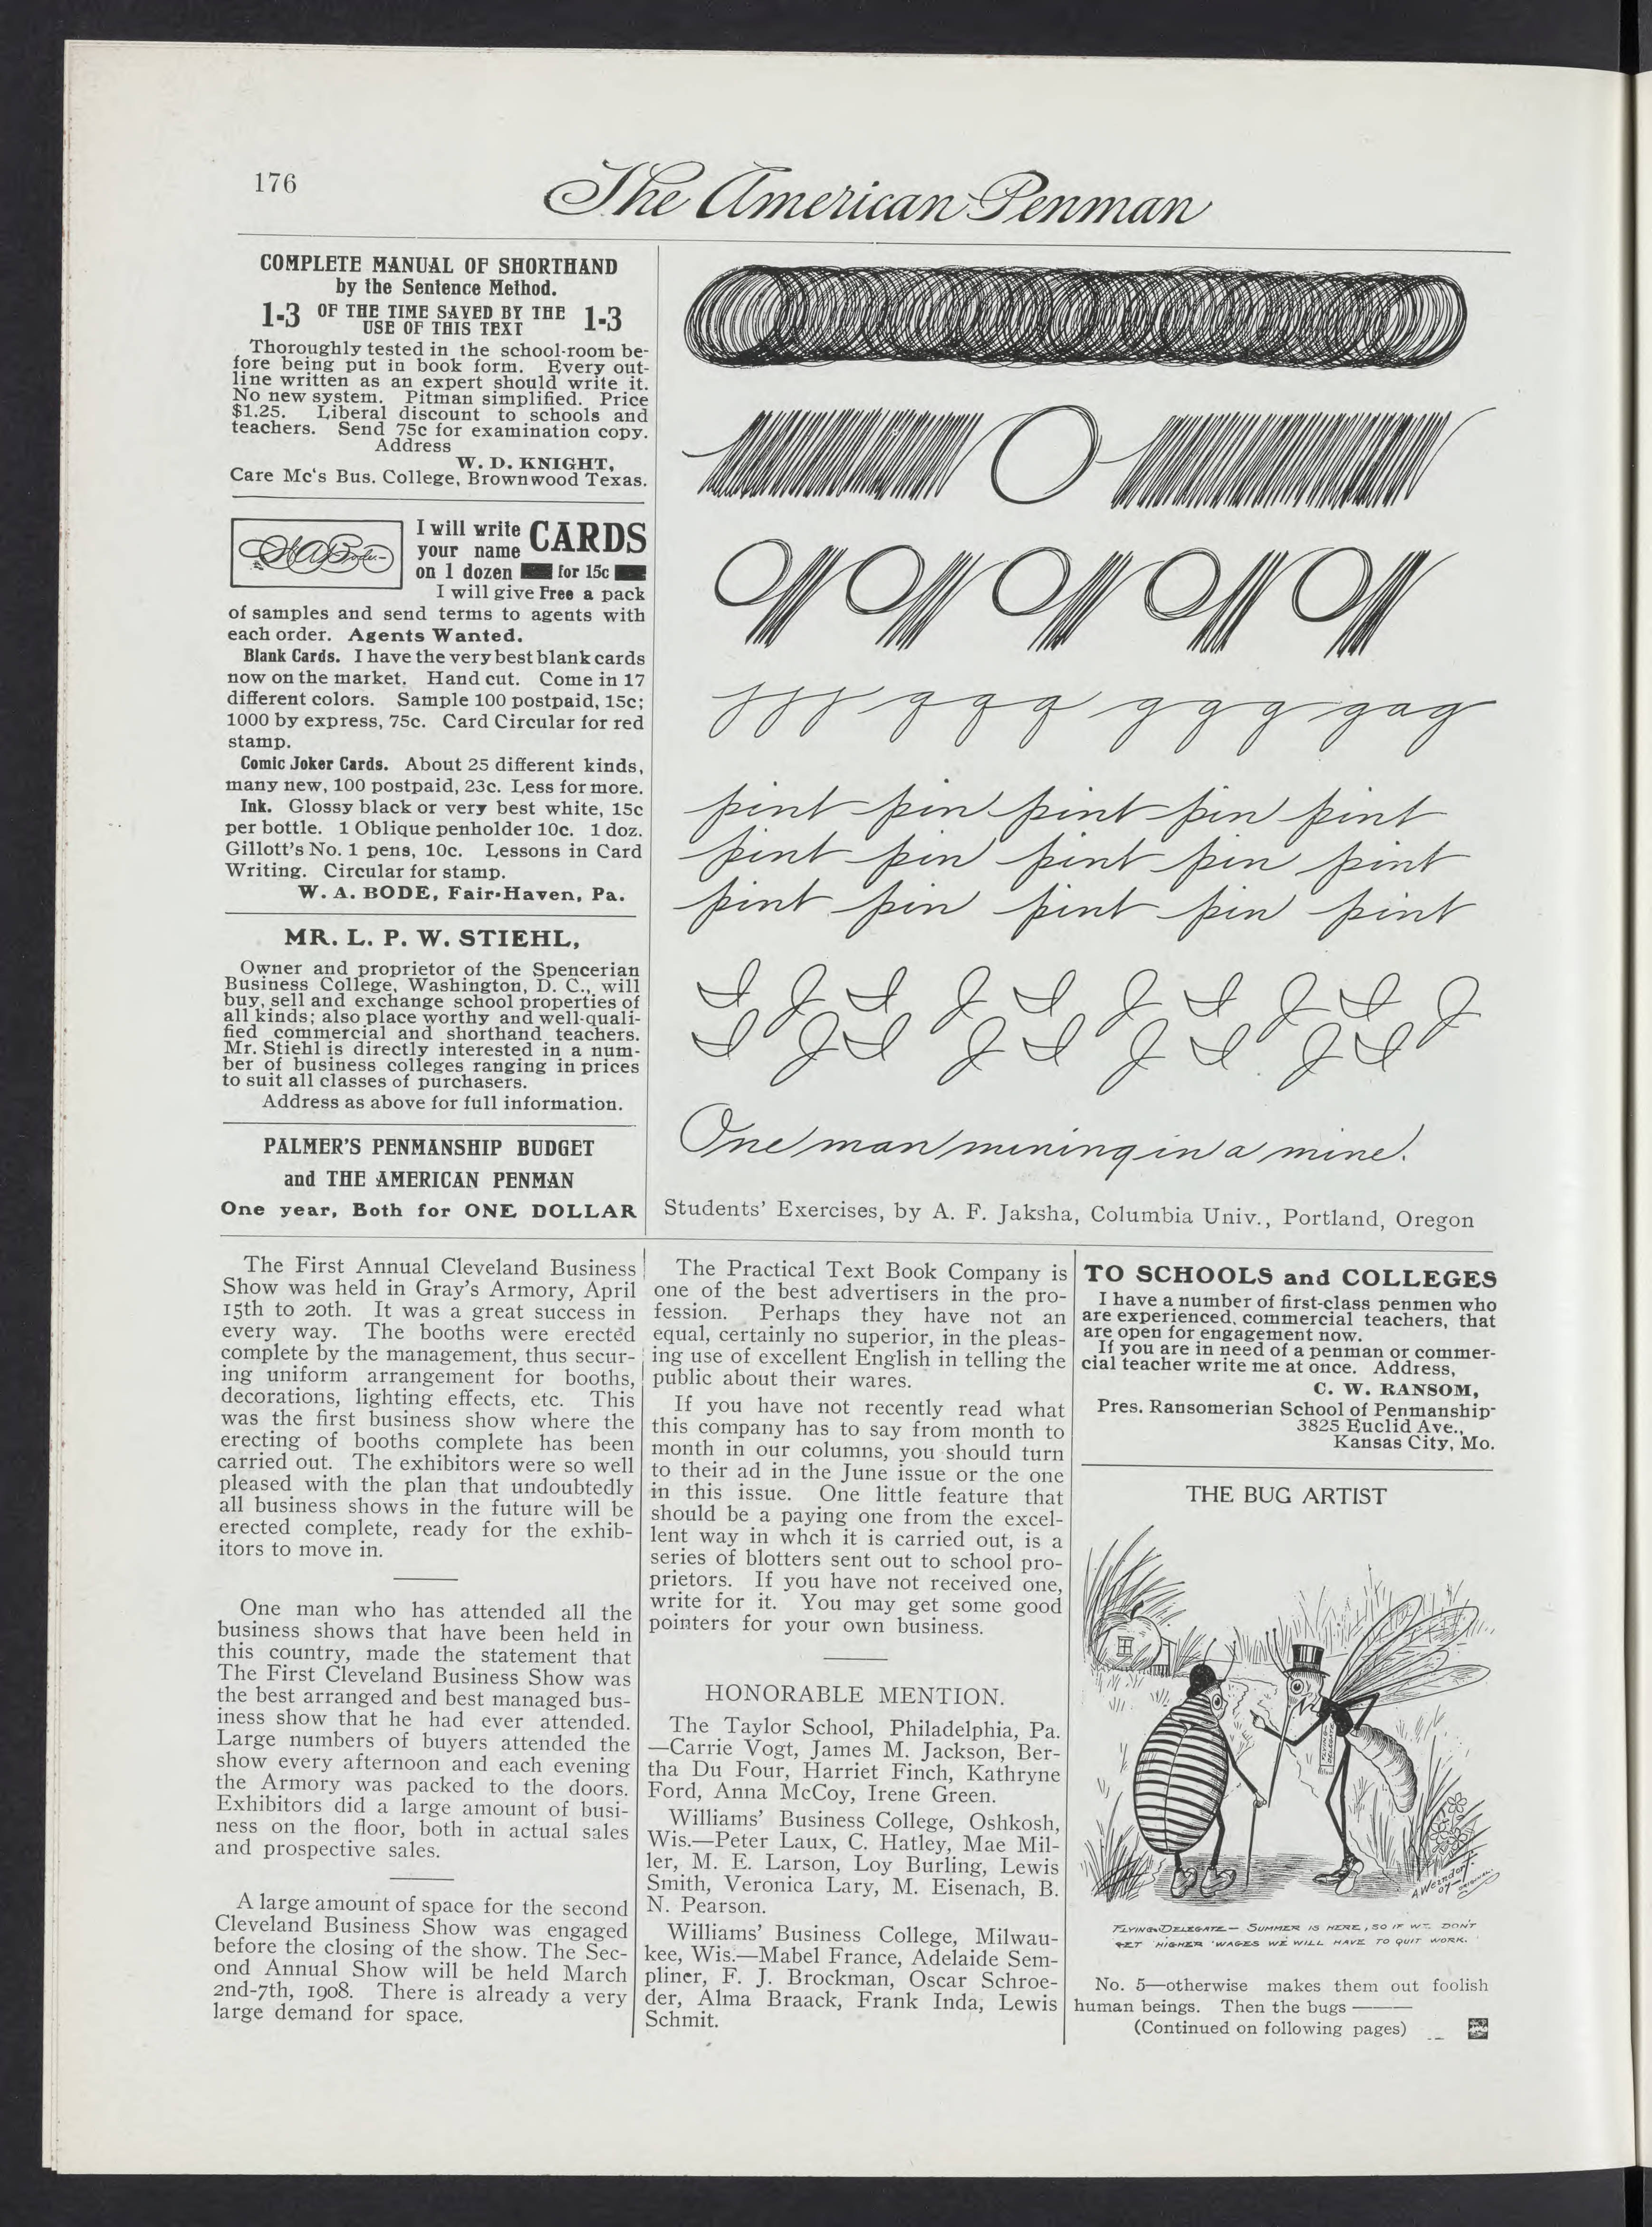 176
The American Penman
COMPLETE MANUAL OF SHORTHAND
by the Sentence Method.
1-3 OF THE TIME SAVED BY THE USE OF THIS TEXT 1-3
Thoroughly tested in the school-room be-
fore being put in book form. Every out-
line written as an expert should write it.
No new system. Pitman simplified. Price
$1.25. Liberal discount to schools and
teachers. Send 75c for examination copy.
Address
W. D. KNIGHT,
Care Mc's Bus. College, Brownwood Texas.
W A Bode.
I will write CARDS
your name
on 1 dozen for 15c
I will give Free a pack
of samples and send terms to agents with
each order. Agents Wanted.
Blank Cards. I have the very best blank cards
now on the market. Hand cut. Come in 17
different colors. Sample 100 postpaid, 15c;
1000 by express, 75c. Card Circular for red
stamp.
Comic Joker Cards. About 25 different kinds,
many new, 100 postpaid, 23c. Less for more.
Ink. Glossy black or very best white, 15c
per bottle. 1 Oblique penholder 10c. 1 doz.
Gillott's No. 1 pens, 10c. Lessons in Card
Writing. Circular for stamp.
W. A. BODE, Fair-Haven, Pa.
MR. L. P. W. STIEHL,
Owner and proprietor of the Spencerian
Business College, Washington, D. C., will
buy, sell and exchange school properties of
all kinds; also place worthy and well-quali-
fied commercial and shorthand teachers.
Mr. Stiehl is directly interested in a num-
ber of business colleges ranging in prices
to suit all classes of purchasers.
Address as above for full information.
PALMER'S PENMANSHIP BUDGET
and THE AMERICAN PENMAN
One year, Both for ONE DOLLAR
j j j g g g g g g g a g
pint pin pint pin pint
pint pin pint pin pint
pint pin pint pin pint
I J I J I J I J I J
I J I J I J I J I
One man mining in a mine.
Students' Exercises, by A. F. Jaksha, Columbia Univ., Portland, Oregon
The First Annual Cleveland Business
Show was held in Gray's Armory, April
15th to 20th. It was a great success in
every way. The booths were erected
complete by the management, thus secur-
ing uniform arrangement for booths,
decorations, lighting effects, etc. This
was the first business show where the
erecting of booths complete has been
carried out. The exhibitors were so well
pleased with the plan that undoubtedly
all business shows in the future will be
erected complete, ready for the exhib-
itors to move in.
One man who has attended all the
business shows that have been held in
this country, made the statement that
The First Cleveland Business Show was
the best arranged and best managed bus-
iness show that he had ever attended.
Large numbers of buyers attended the
show every afternoon and each evening
the Armory was packed to the doors.
Exhibitors did a large amount of busi-
ness on the floor, both in actual sales
and prospective sales.
A large amount of space for the second
Cleveland Business Show was engaged
before the closing of the show. The Sec-
ond Annual Show will be held March
2nd-7th, 1908. There is already a very
large demand for space.
The Practical Text Book Company is
one of the best advertisers in the pro-
fession. Perhaps they have not an
equal, certainly no superior, in the pleas-
ing use of excellent English in telling the
public about their wares.
If you have not recently read what
this company has to say from month to
month in our columns, you should turn
to their ad in the June issue or the one
in this issue. One little feature that
should be a paying one from the excel-
lent way in whch it is carried out, is a
series of blotters sent out to school pro-
prietors. If you have not received one,
write for it. You may get some good
pointers for your own business.
HONORABLE MENTION.
The Taylor School, Philadelphia, Pa.
—Carrie Vogt, James M. Jackson, Ber-
tha Du Four, Harriet Finch, Kathryne
Ford, Anna McCoy, Irene Green.
Williams' Business College, Oshkosh,
Wis.—Peter Laux, C. Hatley, Mae Mil-
ler, M. E. Larson, Loy Burling, Lewis
Smith, Veronica Lary, M. Eisenach, B.
N. Pearson.
Williams' Business College, Milwau-
kee, Wis.—Mabel France, Adelaide Sem-
pliner, F. J. Brockman, Oscar Schroe-
der, Alma Braack, Frank Inda, Lewis
Schmit.
TO SCHOOLS and COLLEGES
I have a number of first-class penmen who
are experienced, commercial teachers, that
are open for engagement now.
If you are in need of a penman or commer-
cial teacher write me at once. Address,
C. W. RANSOM,
Pres. Ransomerian School of Penmanship-
3825 Euclid Ave.,
Kansas City, Mo.
THE BUG ARTIST
FLYING DELEGATE
A Werndorf.
07 ORIGINAL.
FLYING DELEGATE — SUMMER IS HERE, SO IF WE DON'T
GET HIGHER WAGES WE WILL HAVE TO QUIT WORK.
No. 5—otherwise makes them out foolish
human beings. Then the bugs ———
(Continued on following pages)